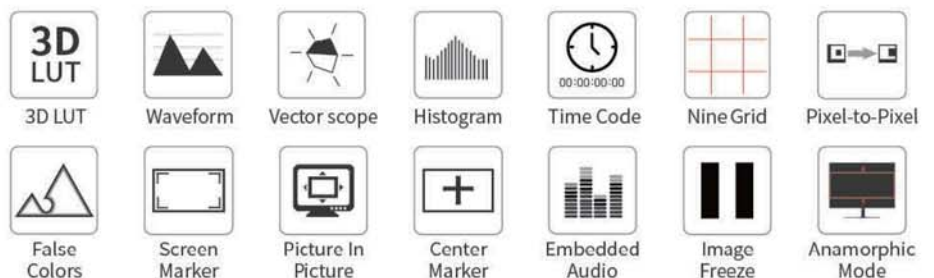 3D
LUT
00:00:00:00
3D LUT
Waveform
Vector scope
Histogram
Time Code
Nine Grid
Pixel-to-Pixel
False
Colors
Screen
Marker
Picture In
Picture
Center
Marker
Embedded
Audio
Image
Freeze
Anamorphic
Mode